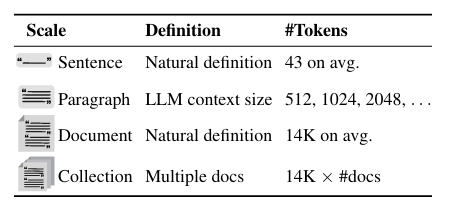 Scale Definition #Tokens
Sentence Natural definition 43 on avg.
Paragraph LLM context size 512, 1024, 2048, . . .
Document Natural definition 14K on avg.
Collection Multiple docs 14K × #docs